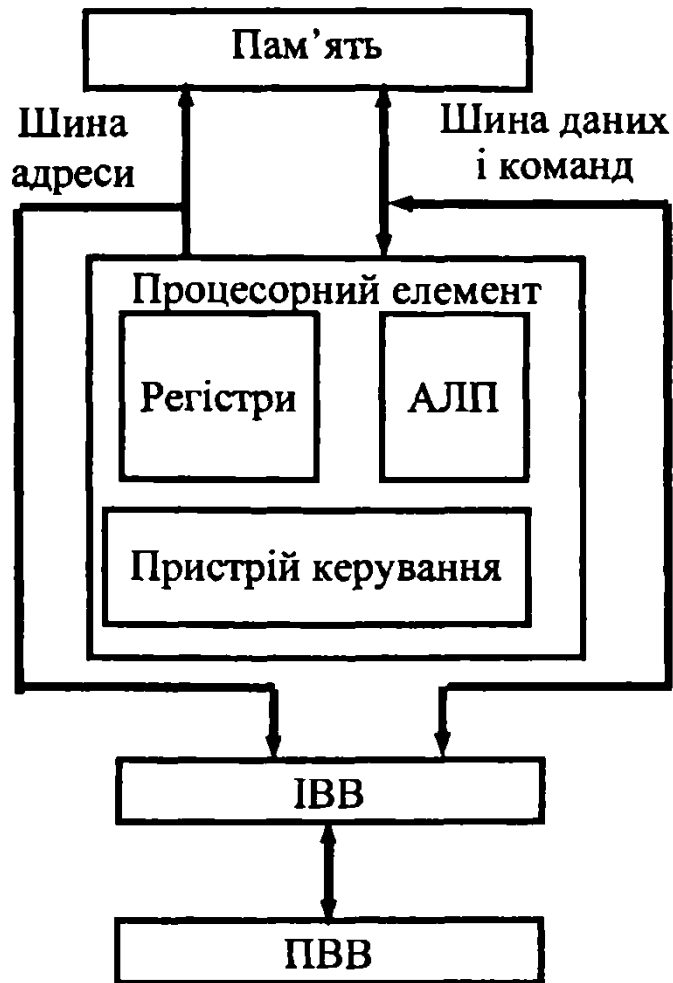 Пам’ять
Шина
адреси
Шина даних
і команд
Процесорний елемент
Регістри
АЛП
Пристрій керування
ІВВ
ПВВ